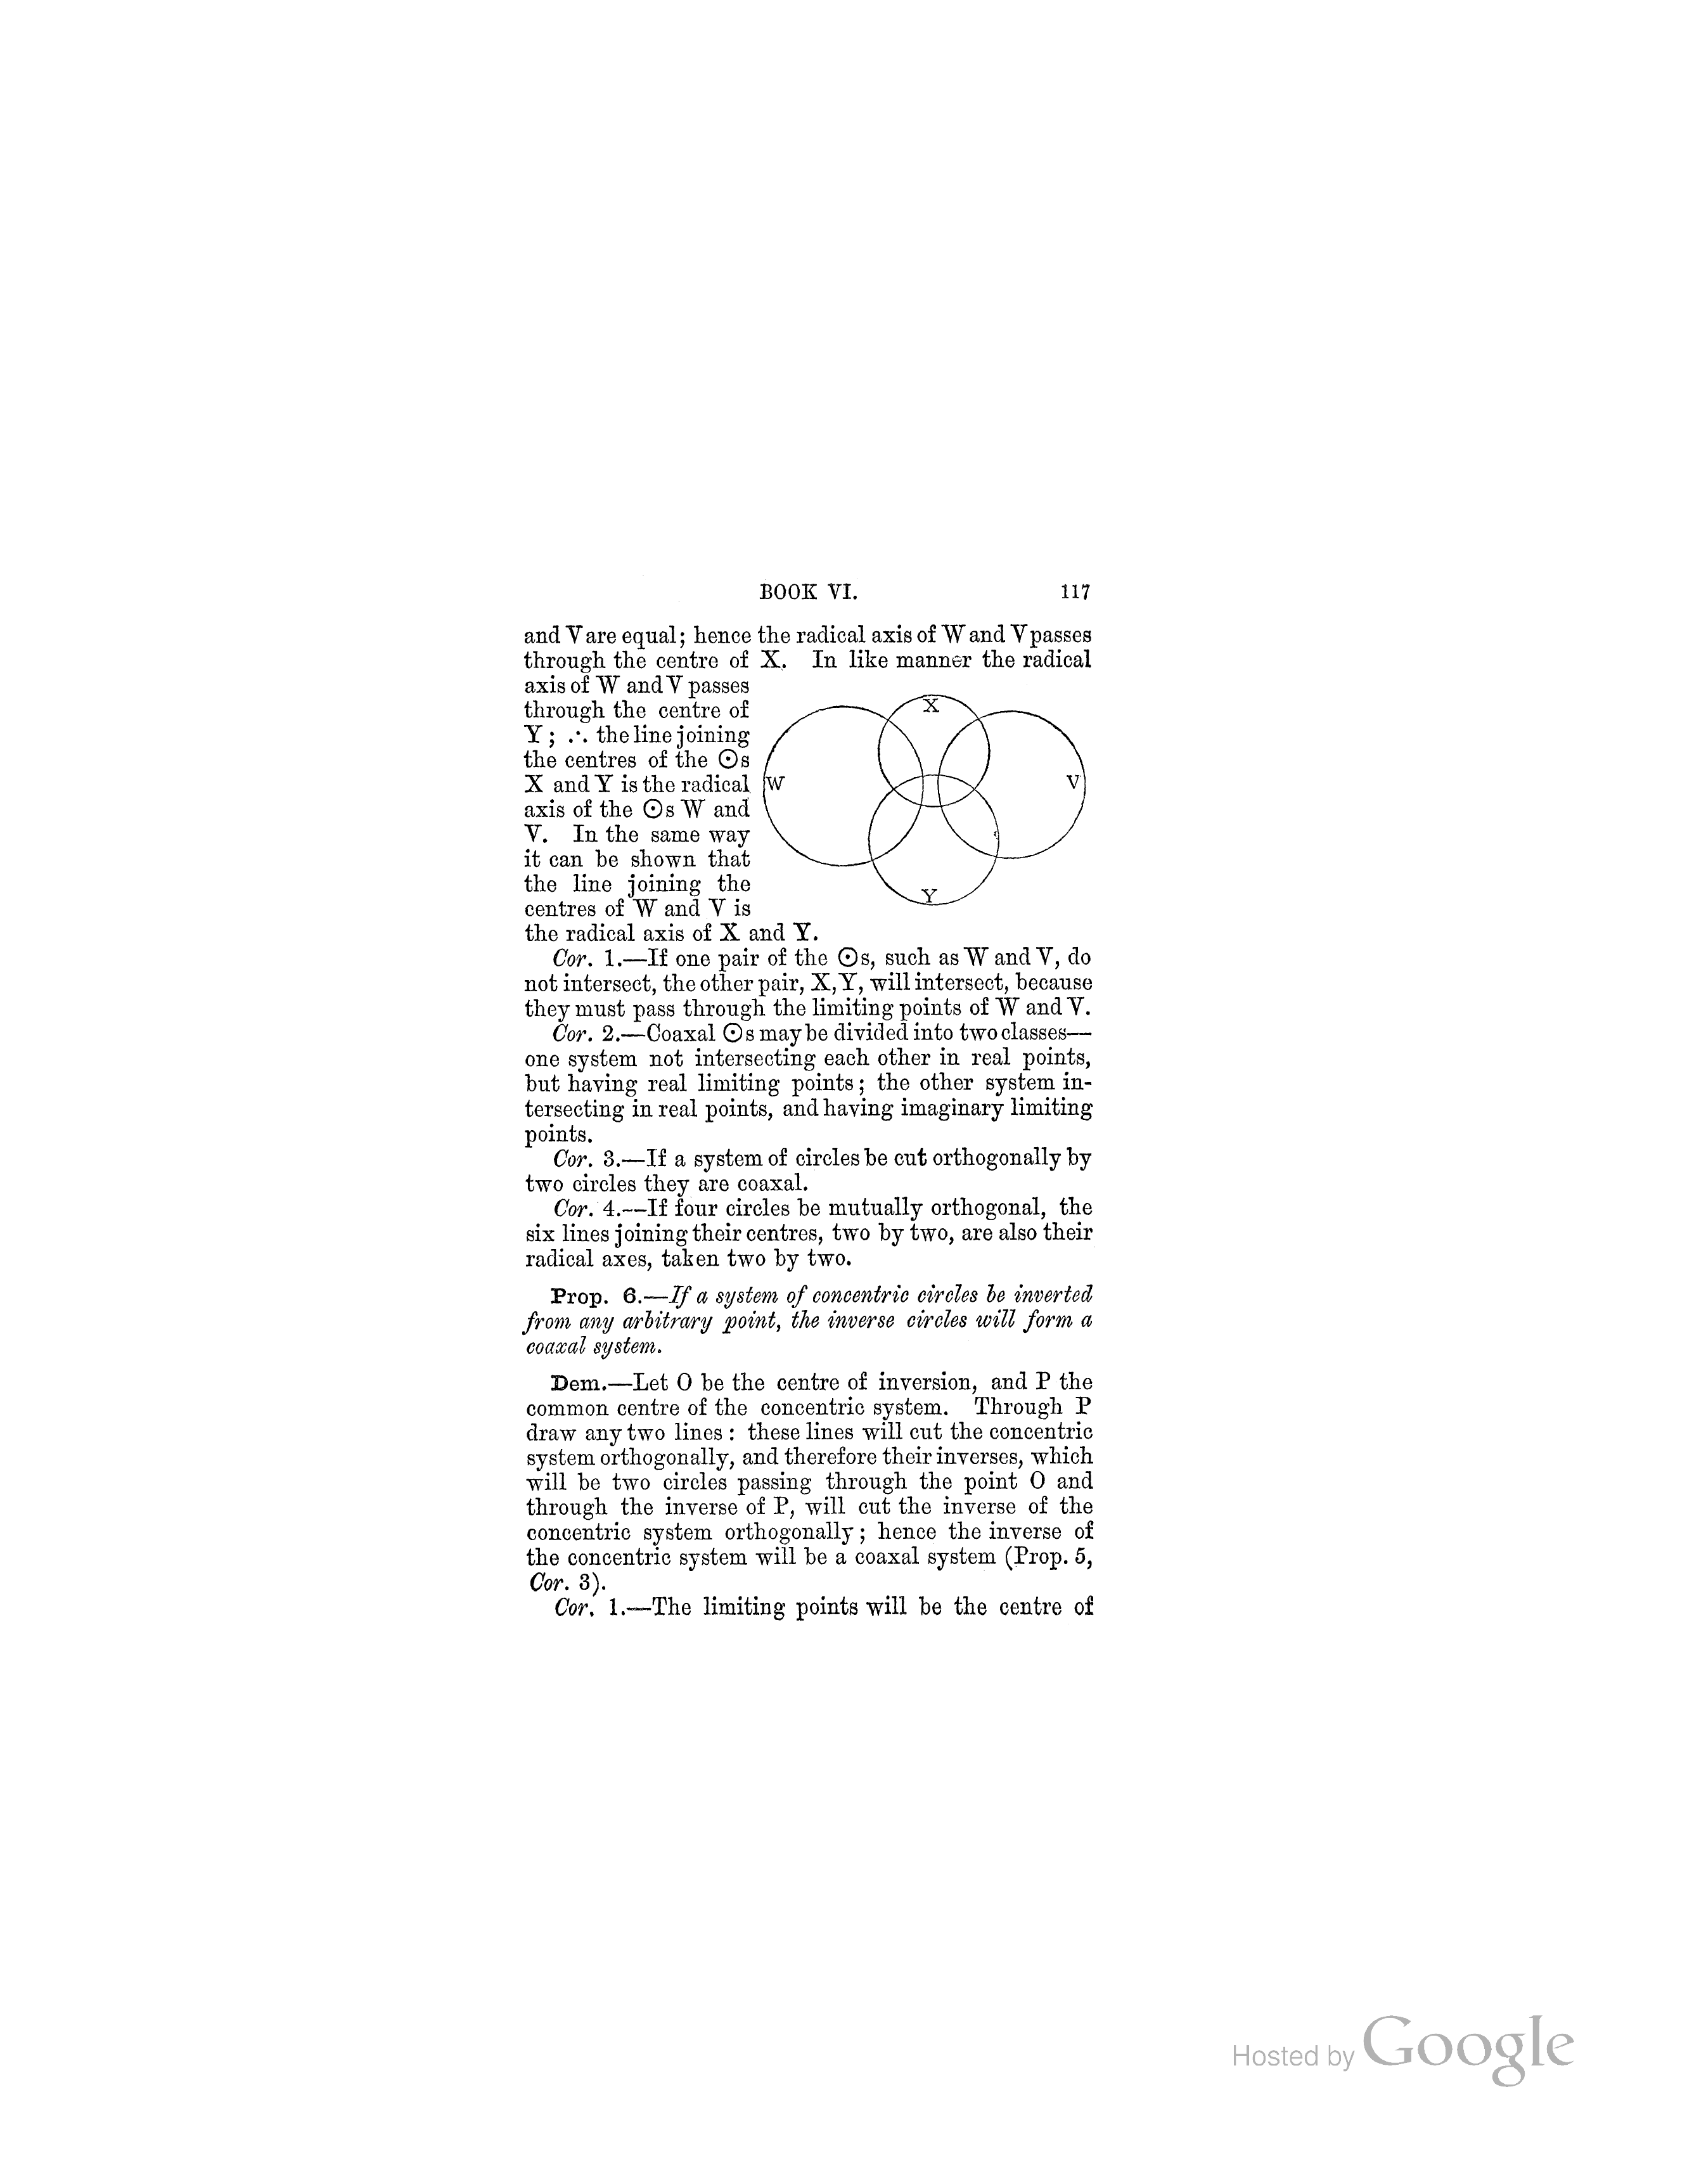 BOOK VI. 117
and V are equal; hence the radical axis of W and V passes
through the centre of X. In like manner the radical
axis of W and V passes
through the centre of
Y; ∴ the line joining
the centres of the ⊙s
X and Y is the radical
axis of the ⊙s W and
V. In the same way
it can be shown that
the line joining the
centres of W and V is
X
W
V
Y
the radical axis of X and Y.
Cor. 1.—If one pair of the ⊙s, such as W and V, do
not intersect, the other pair, X, Y, will intersect, because
they must pass through the limiting points of W and V.
Cor. 2.—Coaxal ⊙s may be divided into two classes—
one system not intersecting each other in real points,
but having real limiting points; the other system in-
tersecting in real points, and having imaginary limiting
points.
Cor. 3.—If a system of circles be cut orthogonally by
two circles they are coaxal.
Cor. 4.—If four circles be mutually orthogonal, the
six lines joining their centres, two by two, are also their
radical axes, taken two by two.
Prop. 6.—If a system of concentric circles be inverted
from any arbitrary point, the inverse circles will form a
coaxal system.
Dem.—Let O be the centre of inversion, and P the
common centre of the concentric system. Through P
draw any two lines: these lines will cut the concentric
system orthogonally, and therefore their inverses, which
will be two circles passing through the point O and
through the inverse of P, will cut the inverse of the
concentric system orthogonally; hence the inverse of
the concentric system will be a coaxal system (Prop. 5,
Cor. 3).
Cor. 1.—The limiting points will be the centre of
Hosted by Google